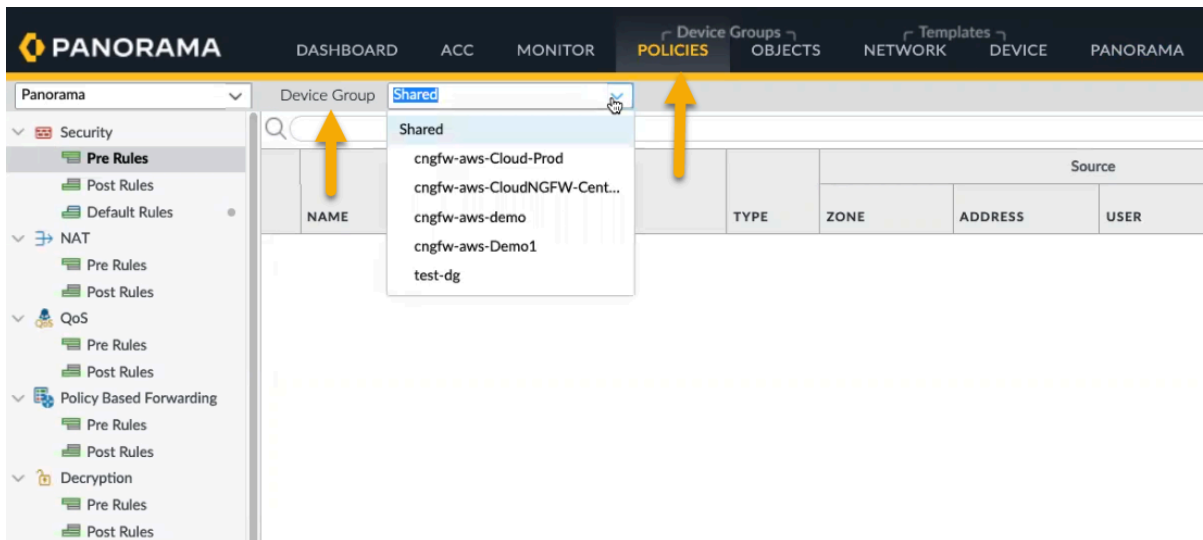 Device Groups
Templates
PANORAMA
DASHBOARD
ACC
MONITOR
POLICIES
OBJECTS
NETWORK
DEVICE
PANORAMA
Panorama
Device Group
Shared
Security
Pre Rules
Post Rules
Default Rules
NAT
Pre Rules
Post Rules
QoS
Pre Rules
Post Rules
Policy Based Forwarding
Pre Rules
Post Rules
Decryption
Pre Rules
Post Rules
Shared
cngfw-aws-Cloud-Prod
cngfw-aws-CloudNGFW-Cent...
cngfw-aws-demo
cngfw-aws-Demo1
test-dg
Source
NAME
TYPE
ZONE
ADDRESS
USER